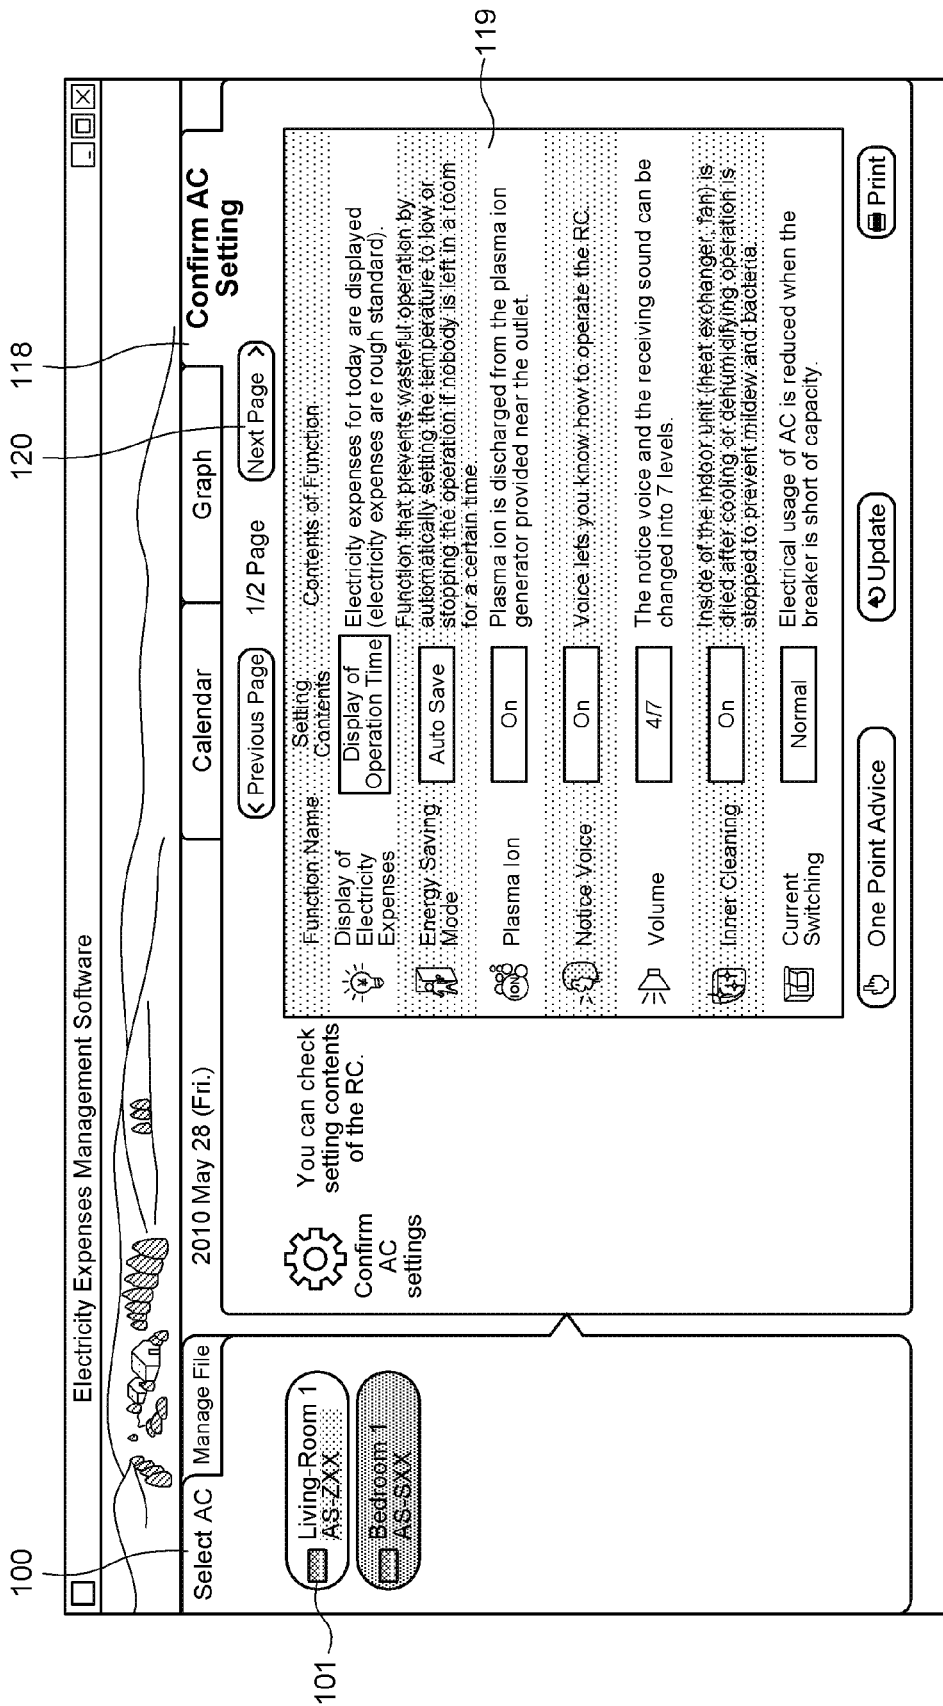 Electricity Expenses Management Software
100
Select AC
Manage File
2010 May 28 (Fri.)
Calendar
Graph
118
Confirm AC
Setting
101
Living-Room 1
AS-ZXX
Bedroom 1
AS-SXX
Confirm
AC
settings
You can check
setting contents
of the RC.
< Previous Page
1/2 Page
120
Next Page >
119
Function Name
Setting
Contents
Contents of Function
Display of
Electricity
Expenses
Display of
Operation Time
Electricity expenses for today are displayed
(electricity expenses are rough standard).
Energy Saving
Mode
Auto Save
Function that prevents wasteful operation by
automatically setting the temperature to low or
stopping the operation if nobody is left in a room
for a certain time
ION
Plasma Ion
On
Plasma ion is discharged from the plasma ion
generator provided near the outlet.
Notice Voice
On
Voice lets you know how to operate the RC.
Volume
4/7
The notice voice and the receiving sound can be
changed into 7 levels.
Inner Cleaning
On
Inside of the indoor unit (heat exchanger, fan) is
dried after cooling or dehumidifying operation is
stopped to prevent mildew and bacteria.
Current
Switching
Normal
Electrical usage of AC is reduced when the
breaker is short of capacity.
One Point Advice
Update
Print